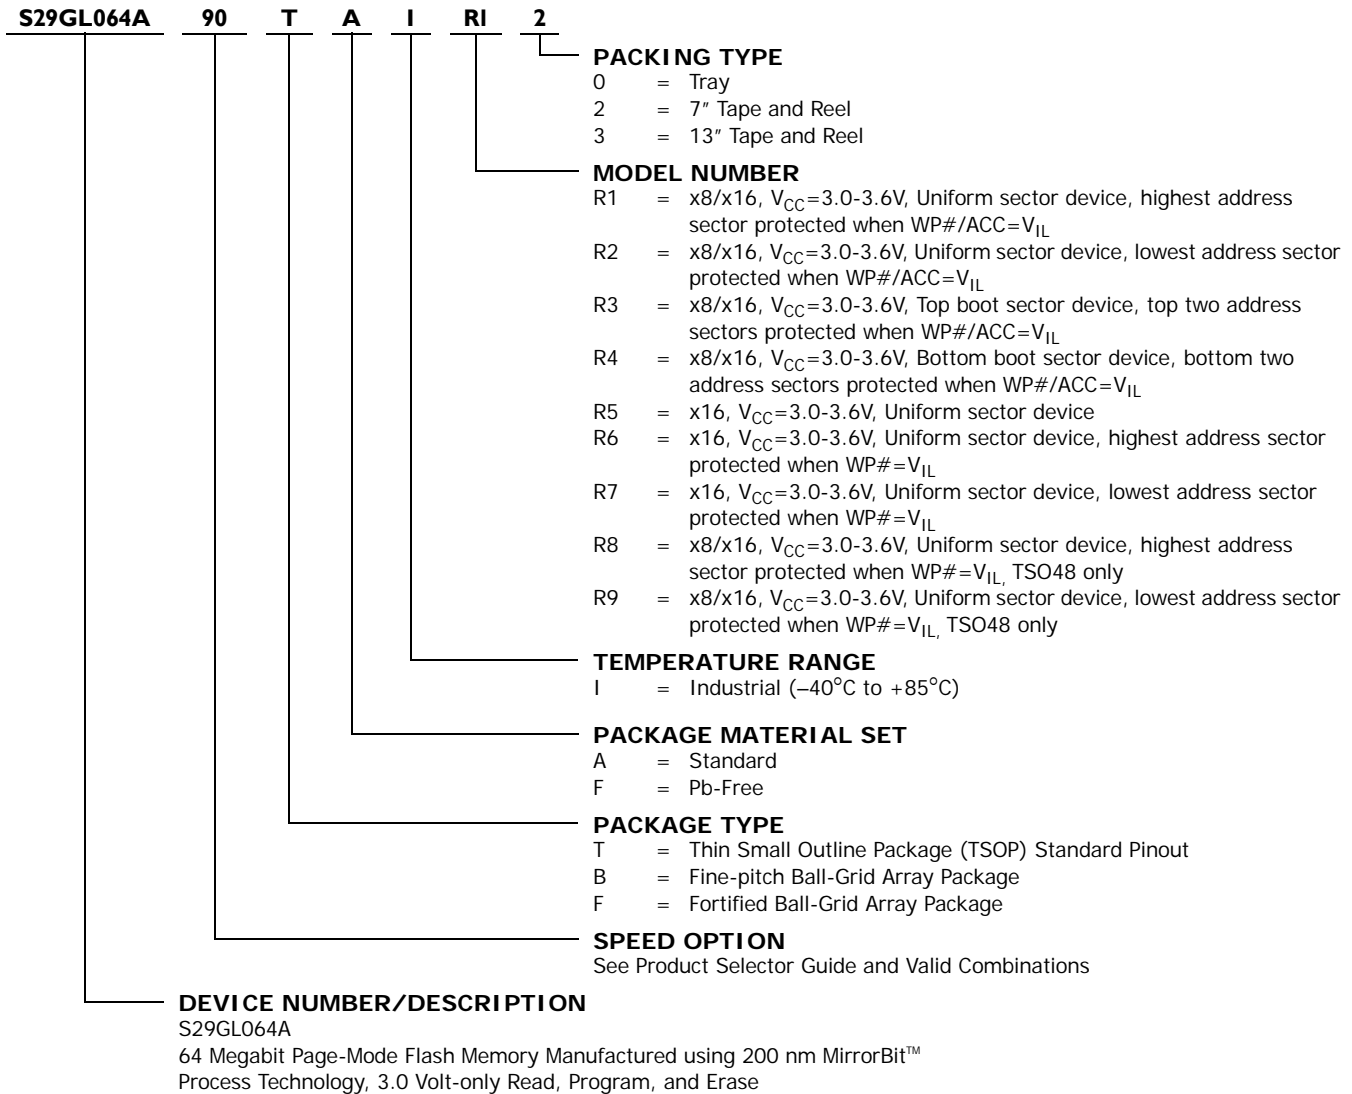 S29GL064A 90 T A I R1 2
PACKING TYPE
0 = Tray
2 = 7" Tape and Reel
3 = 13" Tape and Reel
MODEL NUMBER
R1 = x8/x16, VCC=3.0-3.6V, Uniform sector device, highest address
sector protected when WP#/ACC=VIL
R2 = x8/x16, VCC=3.0-3.6V, Uniform sector device, lowest address sector
protected when WP#/ACC=VIL
R3 = x8/x16, VCC=3.0-3.6V, Top boot sector device, top two address
sectors protected when WP#/ACC=VIL
R4 = x8/x16, VCC=3.0-3.6V, Bottom boot sector device, bottom two
address sectors protected when WP#/ACC=VIL
R5 = x16, VCC=3.0-3.6V, Uniform sector device
R6 = x16, VCC=3.0-3.6V, Uniform sector device, highest address sector
protected when WP#=VIL
R7 = x16, VCC=3.0-3.6V, Uniform sector device, lowest address sector
protected when WP#=VIL
R8 = x8/x16, VCC=3.0-3.6V, Uniform sector device, highest address
sector protected when WP#=VIL, TSO48 only
R9 = x8/x16, VCC=3.0-3.6V, Uniform sector device, lowest address sector
protected when WP#=VIL, TSO48 only
TEMPERATURE RANGE
I = Industrial (–40°C to +85°C)
PACKAGE MATERIAL SET
A = Standard
F = Pb-Free
PACKAGE TYPE
T = Thin Small Outline Package (TSOP) Standard Pinout
B = Fine-pitch Ball-Grid Array Package
F = Fortified Ball-Grid Array Package
SPEED OPTION
See Product Selector Guide and Valid Combinations
DEVICE NUMBER/DESCRIPTION
S29GL064A
64 Megabit Page-Mode Flash Memory Manufactured using 200 nm MirrorBit™
Process Technology, 3.0 Volt-only Read, Program, and Erase